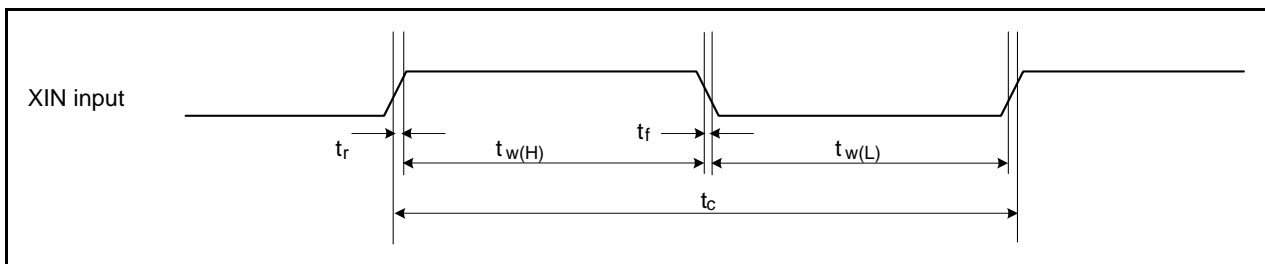 XIN input
tr
tw(H)
tf
tw(L)
tc